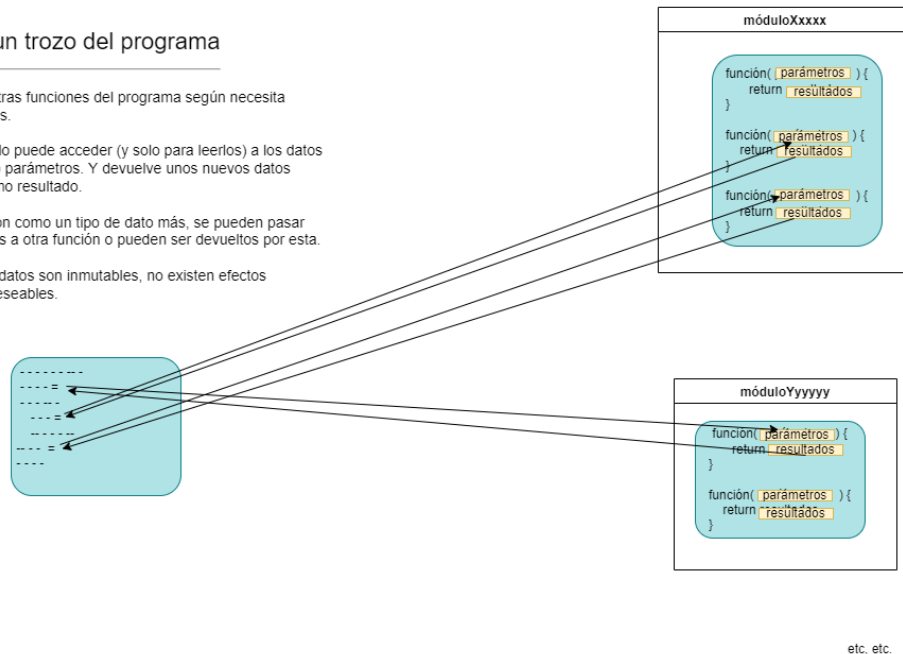 un trozo del programa
tras funciones del programa según necesita
s.
lo puede acceder (y solo para leerlos) a los datos
o parámetros. Y devuelve unos nuevos datos
mo resultado.
on como un tipo de dato más, se pueden pasar
s a otra función o pueden ser devueltos por esta.
datos son inmutables, no existen efectos
eseables.
- - - - - - - -- -
- - - - =
- - - - -- -
- - - =
-- - - - --
-- - - =
- - - -
móduloXxxxx
función( parámetros ) {
return resultados
}
función( parámetros ) {
return resultados
}
función( parámetros ) {
return resultados
}
móduloYyyyyy
función( parámetros ) {
return resultados
}
función( parámetros ) {
return resultados
}
etc. etc.